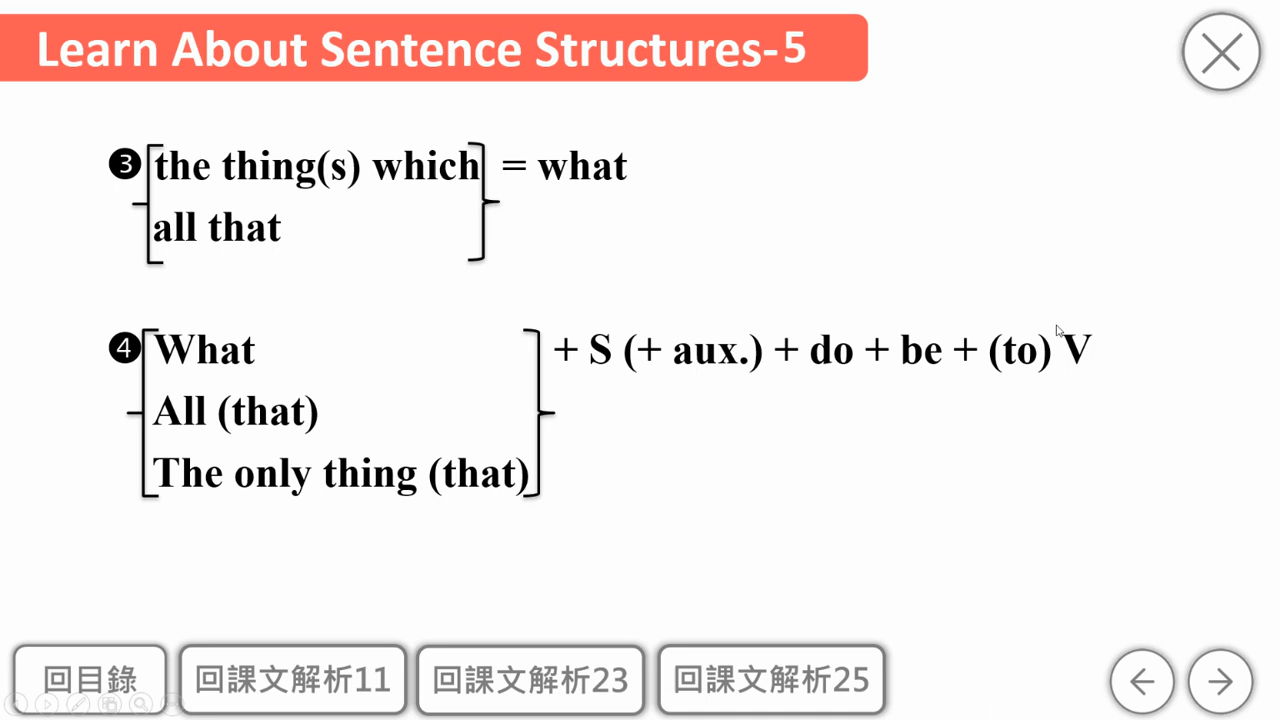 Learn About Sentence Structures-5
❸ the thing(s) which = what
all that
❹ What + S (+ aux.) + do + be + (to) V
All (that)
The only thing (that)
回目錄 回課文解析11 回課文解析23 回課文解析25